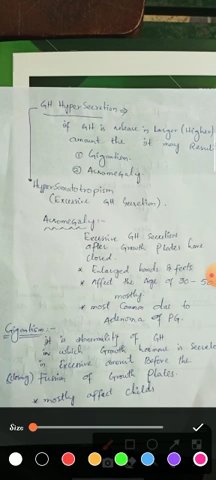 GH HyperSecretion ⇒
if GH is release in larger (Higher)
amount the it may Result
① Gigantism.
② Acromegaly.
Hypersomatotropism
(Excessive GH Secretion).
Acromegaly:-
Excessive GH Secretion
after Growth Plates have
closed.
* Enlarged hands & feets
* Affect the age of 30-50
mostly
* most Common due to
Adenoma of PG.
Gigantism:-
it is abnormality of GH
in which Growth hormone is secrete
in Excessive amount before the
(closing) Fusion of Growth Plates.
* mostly affect childs
Size